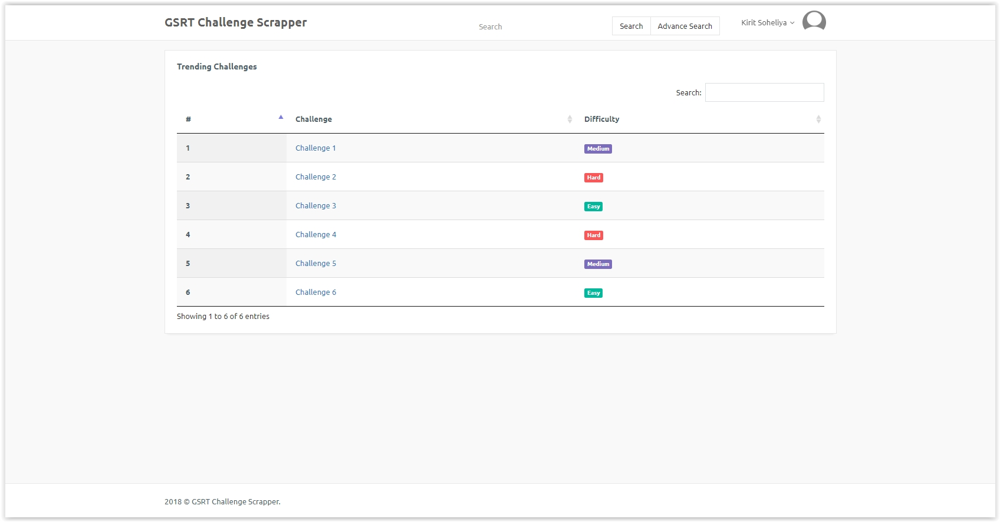 GSRT Challenge Scrapper
Search
Search
Advance Search
Kirit Soheliya
Trending Challenges
Search:
# Challenge Difficulty
1 Challenge 1 Medium
2 Challenge 2 Hard
3 Challenge 3 Easy
4 Challenge 4 Hard
5 Challenge 5 Medium
6 Challenge 6 Easy
Showing 1 to 6 of 6 entries
2018 © GSRT Challenge Scrapper.